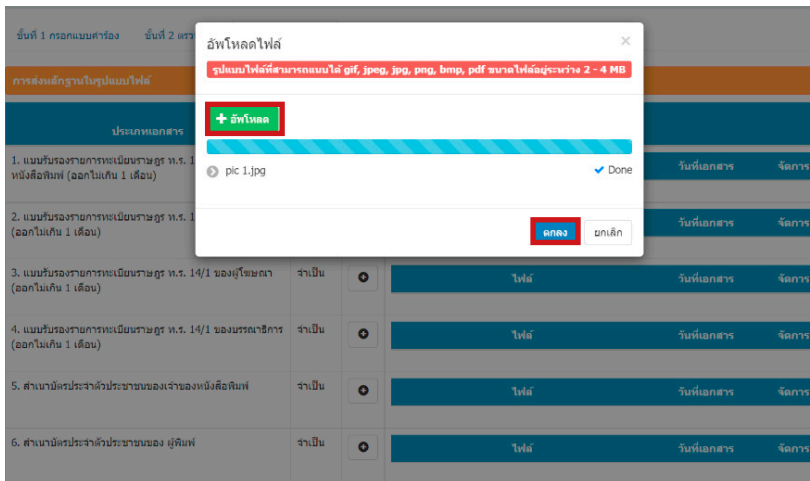 ขั้นที่ 1 กรอกแบบคำร้อง ขั้นที่ 2 ตรว
อัพโหลดไฟล์ ×
รูปแบบไฟล์ที่สามารถแนบได้ gif, jpeg, jpg, png, bmp, pdf ขนาดไฟล์อยู่ระหว่าง 2 - 4 MB
การส่งหลักฐานในรูปแบบไฟล์
+ อัพโหลด
ประเภทเอกสาร
pic 1.jpg Done
1. แบบรับรองรายการทะเบียนราษฎร ท.ร. 1
หนังสือพิมพ์ (ออกไม่เกิน 1 เดือน)
วันที่เอกสาร จัดการ
2. แบบรับรองรายการทะเบียนราษฎร ท.ร. 1
(ออกไม่เกิน 1 เดือน)
วันที่เอกสาร จัดการ
ตกลง ยกเลิก
3. แบบรับรองรายการทะเบียนราษฎร ท.ร. 14/1 ของผู้โฆษณา จำเป็น
(ออกไม่เกิน 1 เดือน)
ไฟล์ วันที่เอกสาร จัดการ
4. แบบรับรองรายการทะเบียนราษฎร ท.ร. 14/1 ของบรรณาธิการ จำเป็น
(ออกไม่เกิน 1 เดือน)
ไฟล์ วันที่เอกสาร จัดการ
5. สำเนาบัตรประจำตัวประชาชนของเจ้าของหนังสือพิมพ์ จำเป็น
ไฟล์ วันที่เอกสาร จัดการ
6. สำเนาบัตรประจำตัวประชาชนของ ผู้พิมพ์ จำเป็น
ไฟล์ วันที่เอกสาร จัดการ